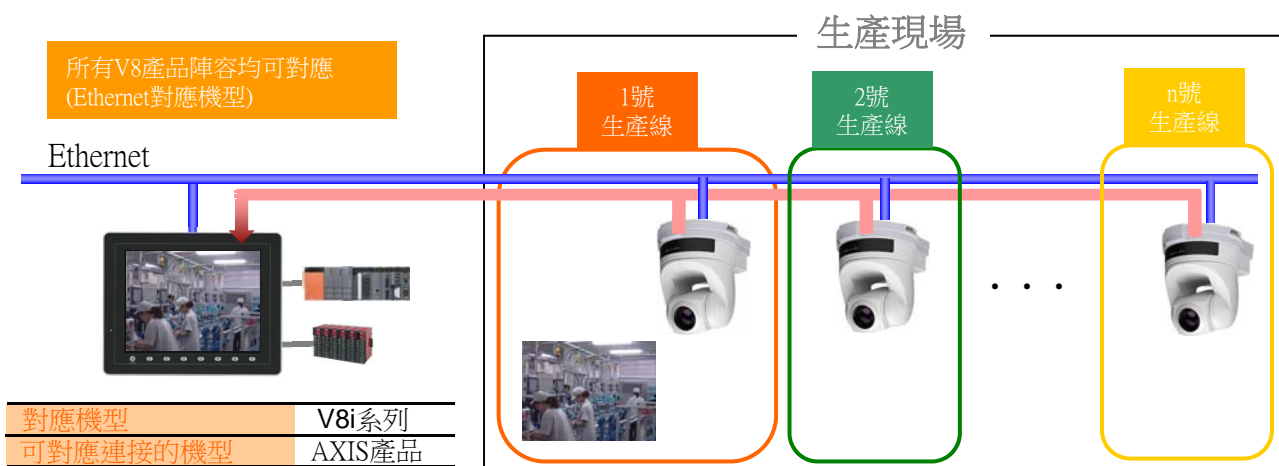 生產現場
所有V8產品陣容均可對應
(Ethernet對應機型)
1號
生產線
2號
生產線
n號
生產線
Ethernet
. . .
對應機型 V8i系列
可對應連接的機型 AXIS產品